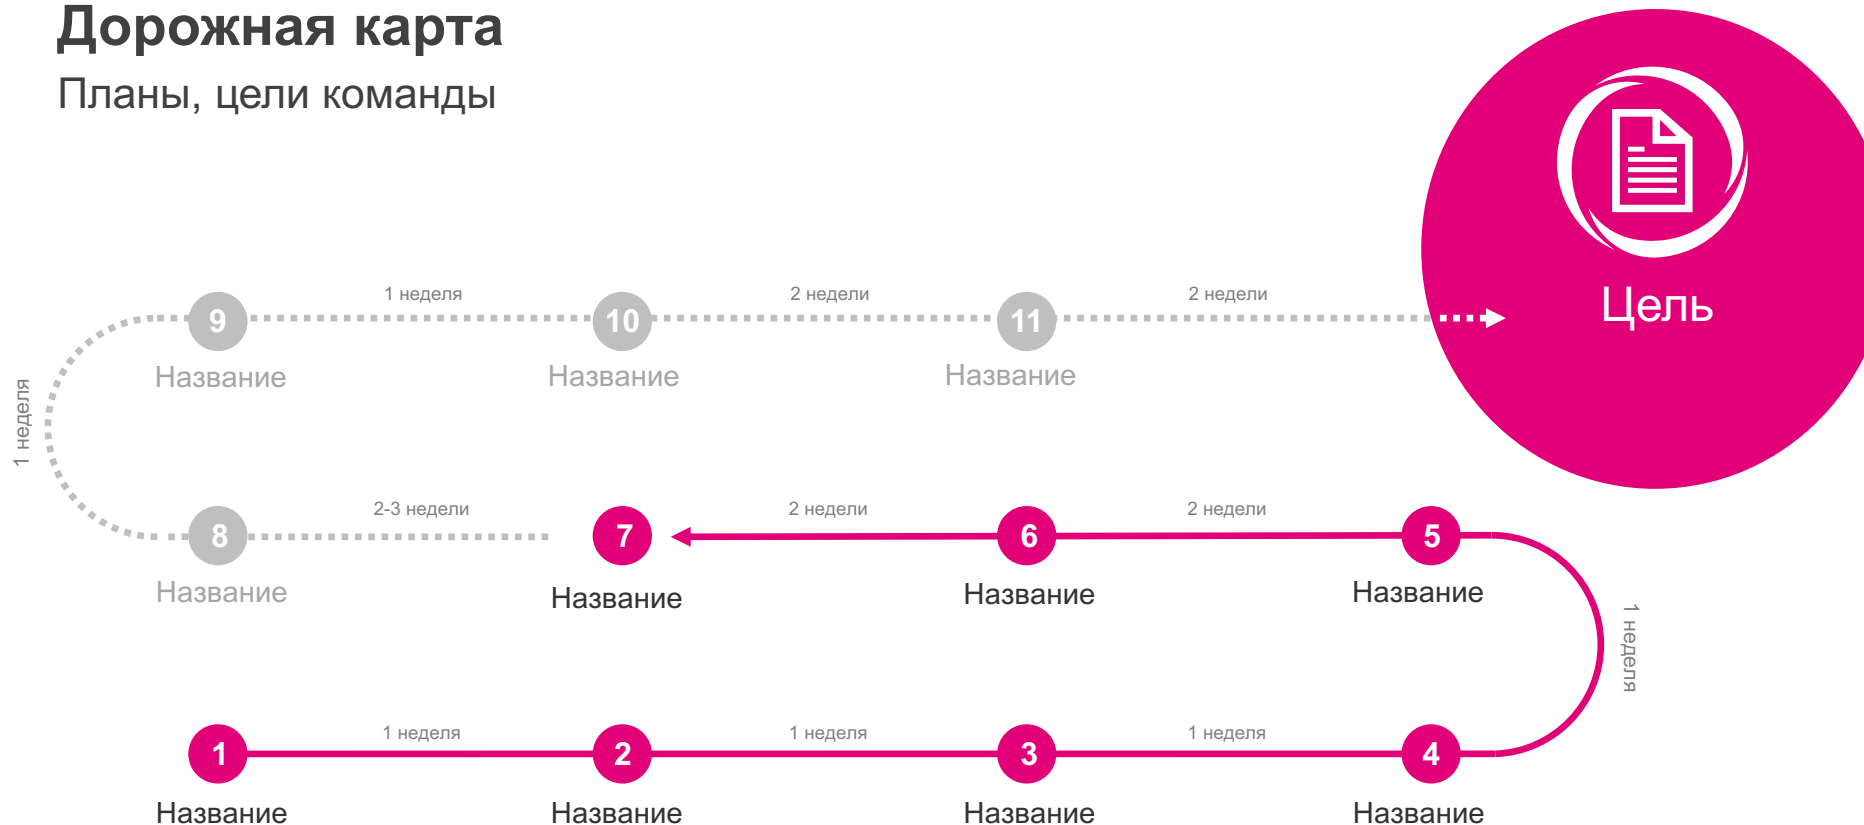 Дорожная карта
Планы, цели команды
Цель
1 неделя
2 недели
2 недели
9
10
11
Название
Название
Название
1 неделя
2-3 недели
2 недели
2 недели
8
7
6
5
Название
Название
Название
Название
1 неделя
1 неделя
1 неделя
1 неделя
1
2
3
4
Название
Название
Название
Название